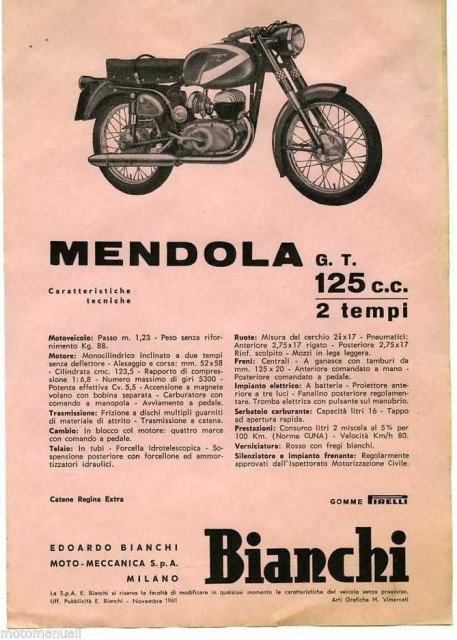 MENDOLA G. T.
125 c.c.
2 tempi
Caratteristiche
tecniche
Motoveicolo: Passo m. 1,23 - Peso senza rifor-
nimento Kg. 88.
Motore: Monocilindrico inclinato a due tempi
senza deflettore - Alesaggio e corsa: mm. 52x58
- Cilindrata cmc. 123,5 - Rapporto di compres-
sione 1:6,8 - Numero massimo di giri 5300 -
Potenza effettiva Cv. 5,5 - Accensione a magnete
volano con bobina separata - Carburatore con
comando a manopola - Avviamento a pedale.
Trasmissione: Frizione a dischi multipli guarniti
di materiale di attrito - Trasmissione a catena.
Cambio: In blocco col motore: quattro marce
con comando a pedale.
Telaio: In tubi - Forcella idrotelescopica - So-
spensione posteriore con forcellone ed ammor-
tizzatori idraulici.
Ruote: Misura del cerchio 2¼x17 - Pneumatici:
Anteriore 2,75x17 rigato - Posteriore 2,75x17
Rinf. scolpito - Mozzi in lega leggera.
Freni: Centrali - A ganasce con tamburi da
mm. 125 x 20 - Anteriore comandato a mano -
Posteriore comandato a pedale.
Impianto elettrico: A batteria - Proiettore ante-
riore a tre luci - Fanalino posteriore regolamen-
tare. Tromba elettrica con pulsante sul manubrio.
Serbatoio carburante: Capacità litri 16 - Tappo
ad apertura rapida.
Prestazioni: Consumo litri 2 miscela al 5% per
100 Km. (Norme CUNA) - Velocità Km/h 80.
Verniciatura: Rosso con fregi bianchi.
Silenziatore e impianto frenante: Regolarmente
approvati dall'Ispettorato Motorizzazione Civile.
Catene Regina Extra
GOMME PIRELLI
EDOARDO BIANCHI
MOTO-MECCANICA S.p.A.
MILANO
Bianchi
La S.p.A. E. Bianchi si riserva la facoltà di modificare in qualsiasi momento le caratteristiche del veicolo senza preavviso.
Uff. Pubblicità E. Bianchi - Novembre 1961
Arti Grafiche M. Vimercati
motomanuall